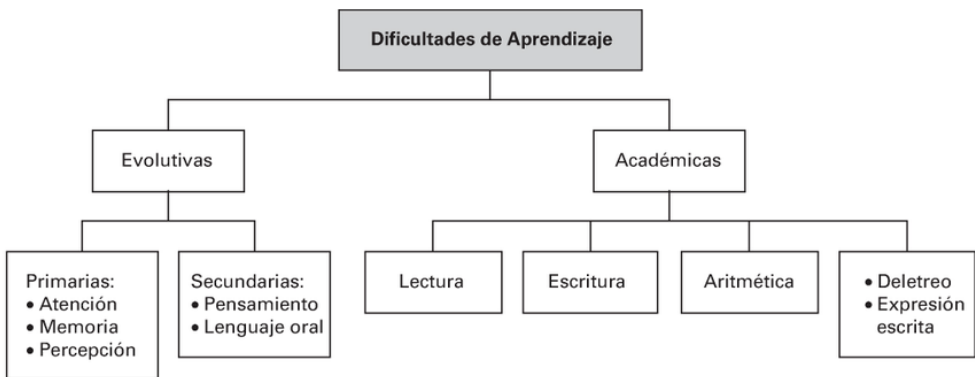 Dificultades de Aprendizaje
Evolutivas
Académicas
Primarias:
• Atención
• Memoria
• Percepción
Secundarias:
• Pensamiento
• Lenguaje oral
Lectura
Escritura
Aritmética
• Deletreo
• Expresión
escrita